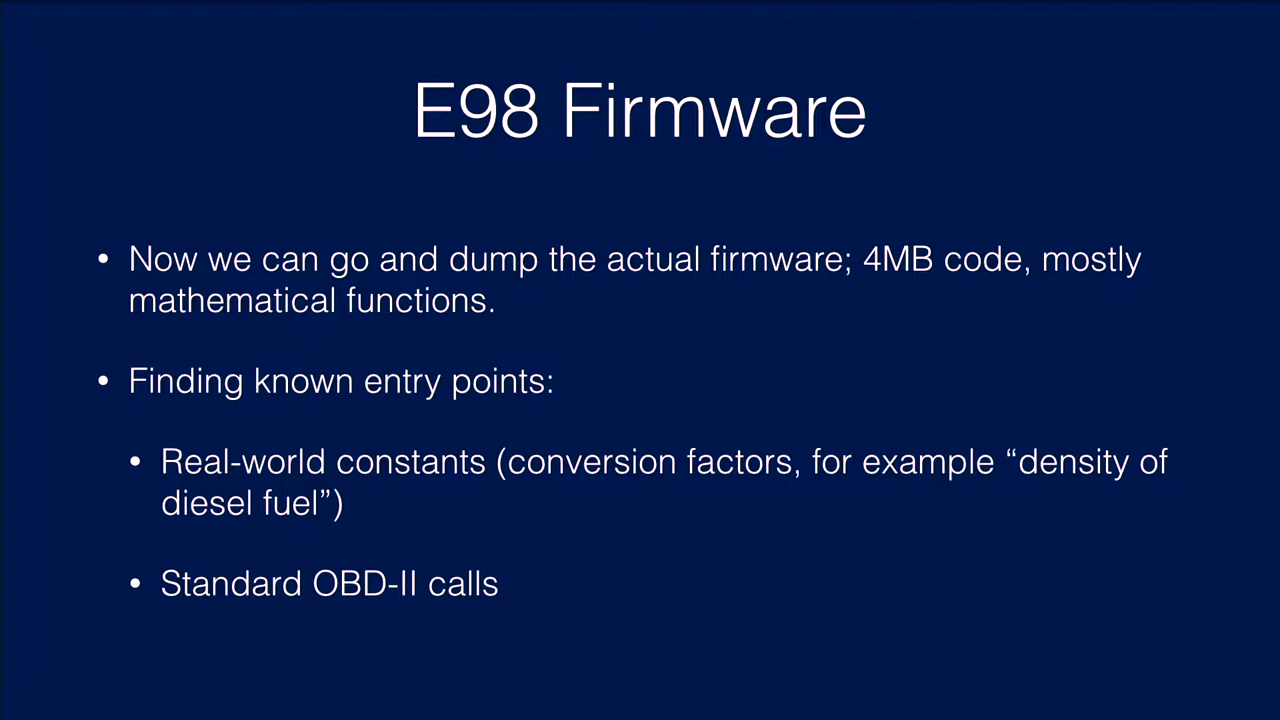 E98 Firmware
• Now we can go and dump the actual firmware; 4MB code, mostly
mathematical functions.
• Finding known entry points:
• Real-world constants (conversion factors, for example “density of
diesel fuel”)
• Standard OBD-II calls